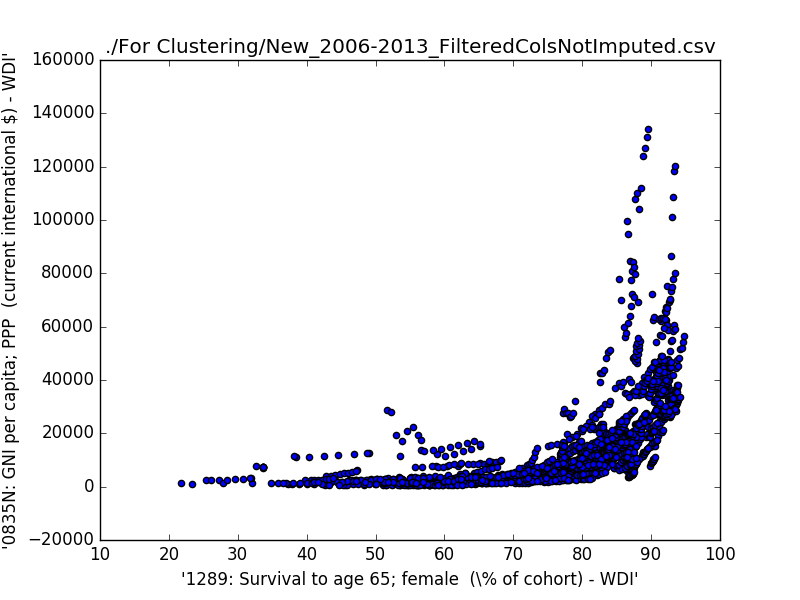 ./For Clustering/New_2006-2013_FilteredColsNotImputed.csv
160000
140000
120000
100000
80000
60000
40000
20000
0
−20000
'0835N: GNI per capita; PPP  (current international $) - WDI'
10 20 30 40 50 60 70 80 90 100
'1289: Survival to age 65; female  (\% of cohort) - WDI'